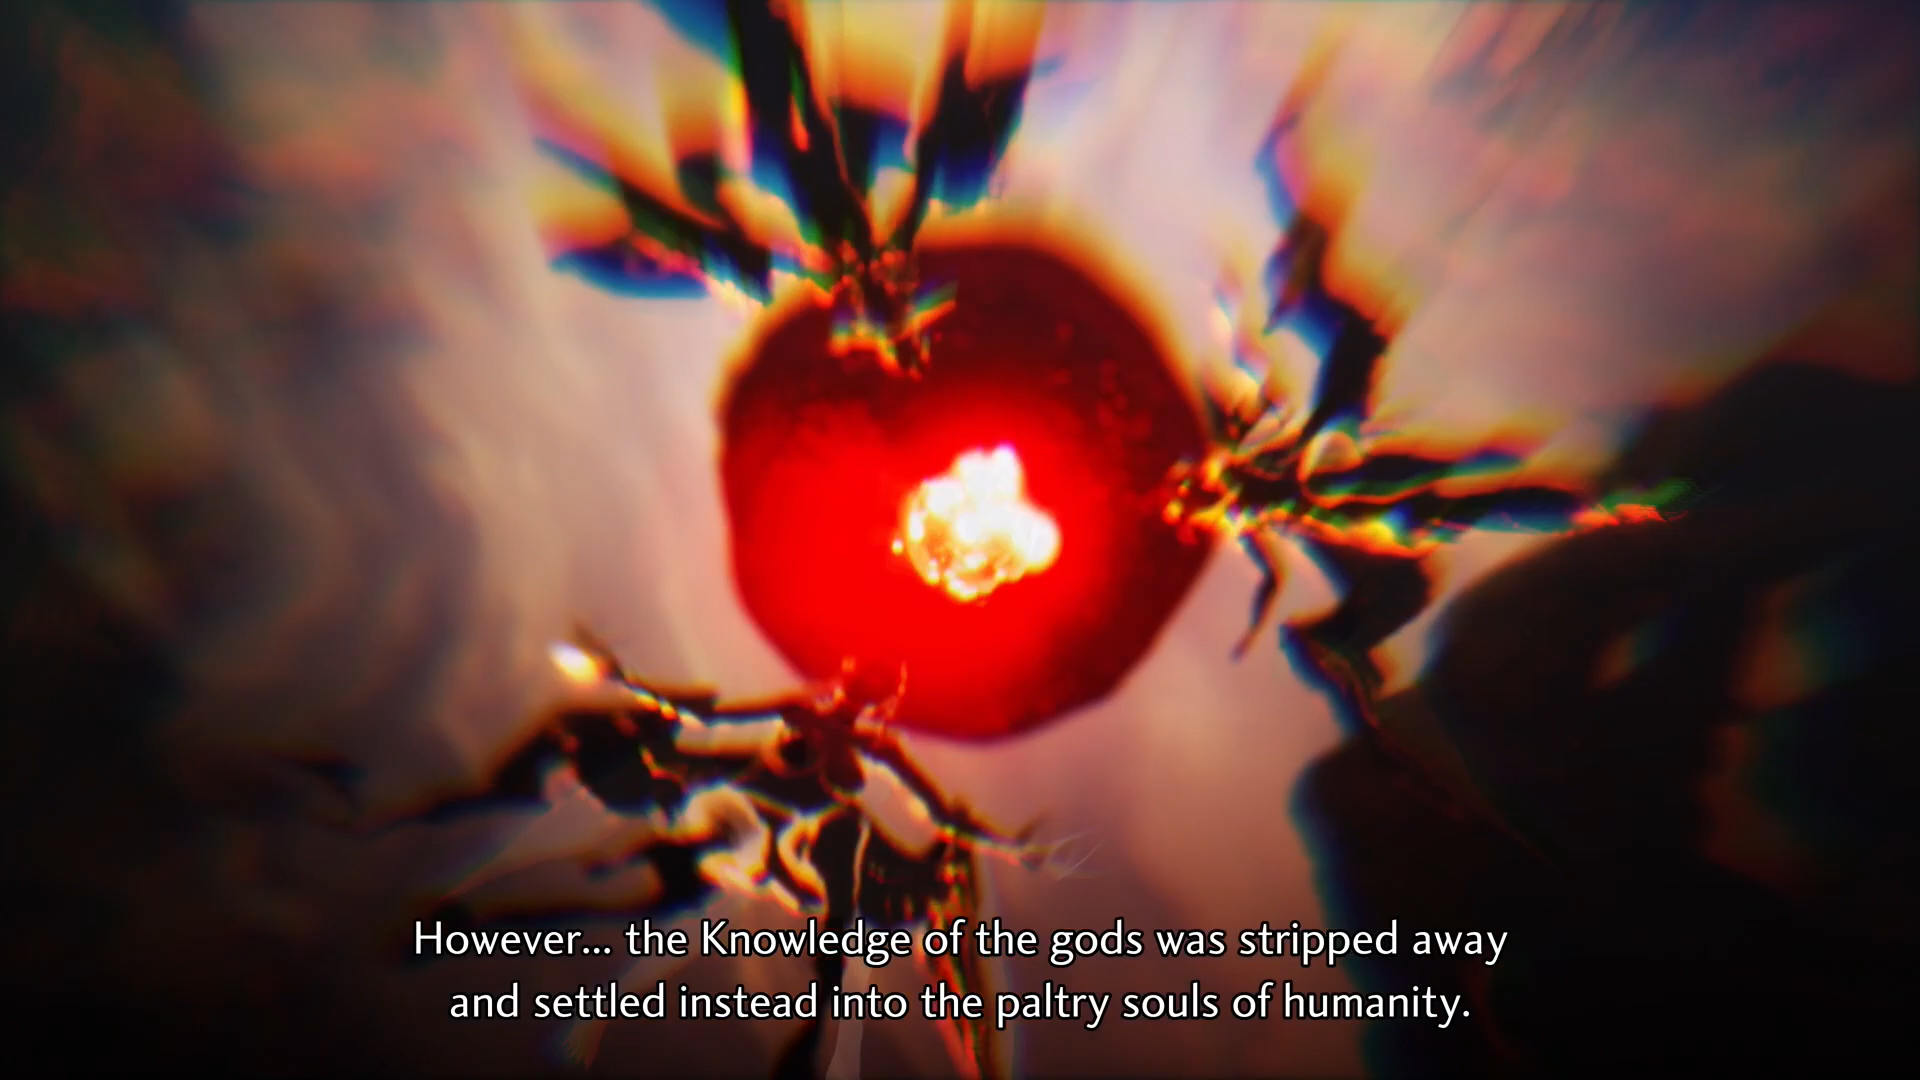 However... the Knowledge of the gods was stripped away
and settled instead into the paltry souls of humanity.